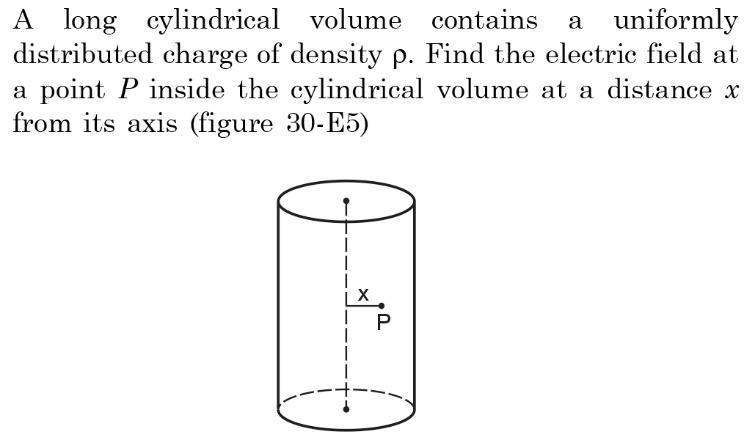 A long cylindrical volume contains a uniformly
distributed charge of density ρ. Find the electric field at
a point P inside the cylindrical volume at a distance x
from its axis (figure 30-E5)
x
P